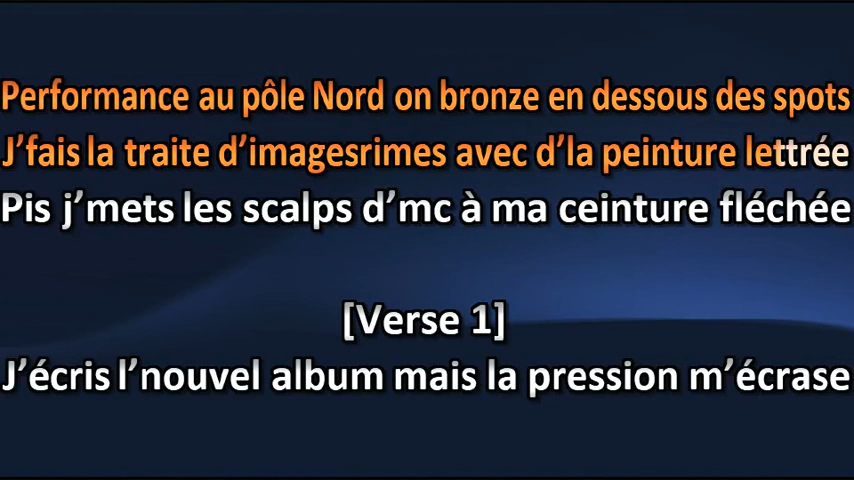 Performance au pôle Nord on bronze en dessous des spots
J’fais la traite d’imagesrimes avec d’la peinture lettrée
Pis j’mets les scalps d’mc à ma ceinture fléchée
[Verse 1]
J’écris l’nouvel album mais la pression m’écrase